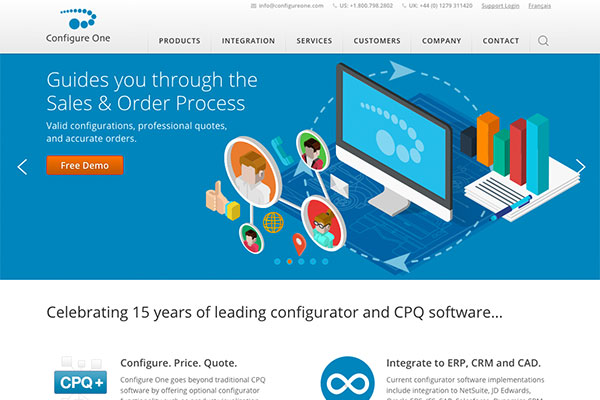 info@configureone.com US: +1.800.798.2802 UK: +44 (0) 1279 311420 Support Login Français
Configure One
PRODUCTS INTEGRATION SERVICES CUSTOMERS COMPANY CONTACT
Guides you through the
Sales & Order Process
Valid configurations, professional quotes,
and accurate orders.
Free Demo
Celebrating 15 years of leading configurator and CPQ software...
CPQ+
Configure. Price. Quote.
Configure One goes beyond traditional CPQ
software by offering optional configurator
Integrate to ERP, CRM and CAD.
Current configurator software implementations
include integration to NetSuite, JD Edwards,